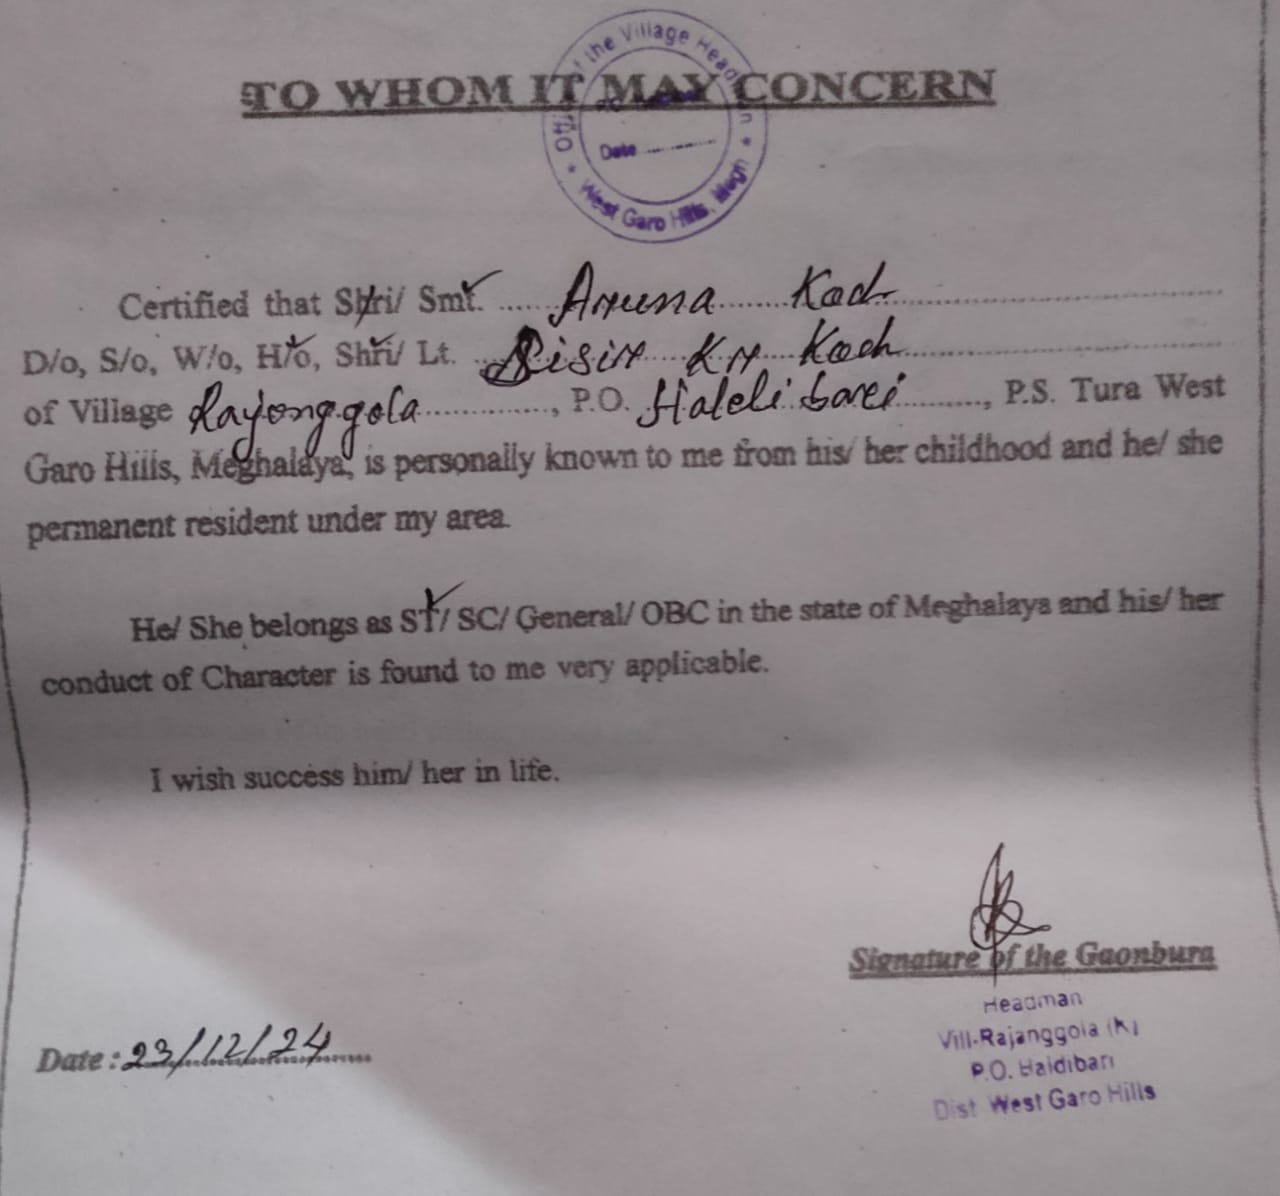 Office of the Village Headman
TO WHOM IT MAY CONCERN
Date ................
* West Garo Hills, Megh *
Certified that Shri/ Smt. ...... Aruna ........ Koch ........................
D/o, S/o, W/o, H/o, Shri/ Lt. ... Sisir ... Kr ... Koch ........................
of Village Rajonggola .............., P.O. Haldi bari ........., P.S. Tura West
Garo Hills, Meghalaya, is personally known to me from his/ her childhood and he/ she
permanent resident under my area.
He/ She belongs as ST/ SC/ General/ OBC in the state of Meghalaya and his/ her
conduct of Character is found to me very applicable.
I wish success him/ her in life.
Signature of the Gaonbura
Headman
Vill-Rajanggola (K)
P.O. Haldibari
Dist West Garo Hills
Date : 23/12/24